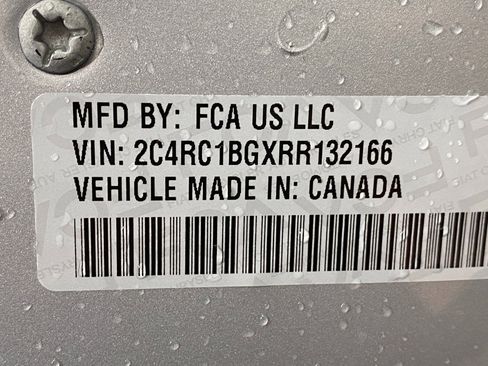 MFD BY: FCA US LLC
VIN: 2C4RC1BGXRR132166
VEHICLE MADE IN: CANADA